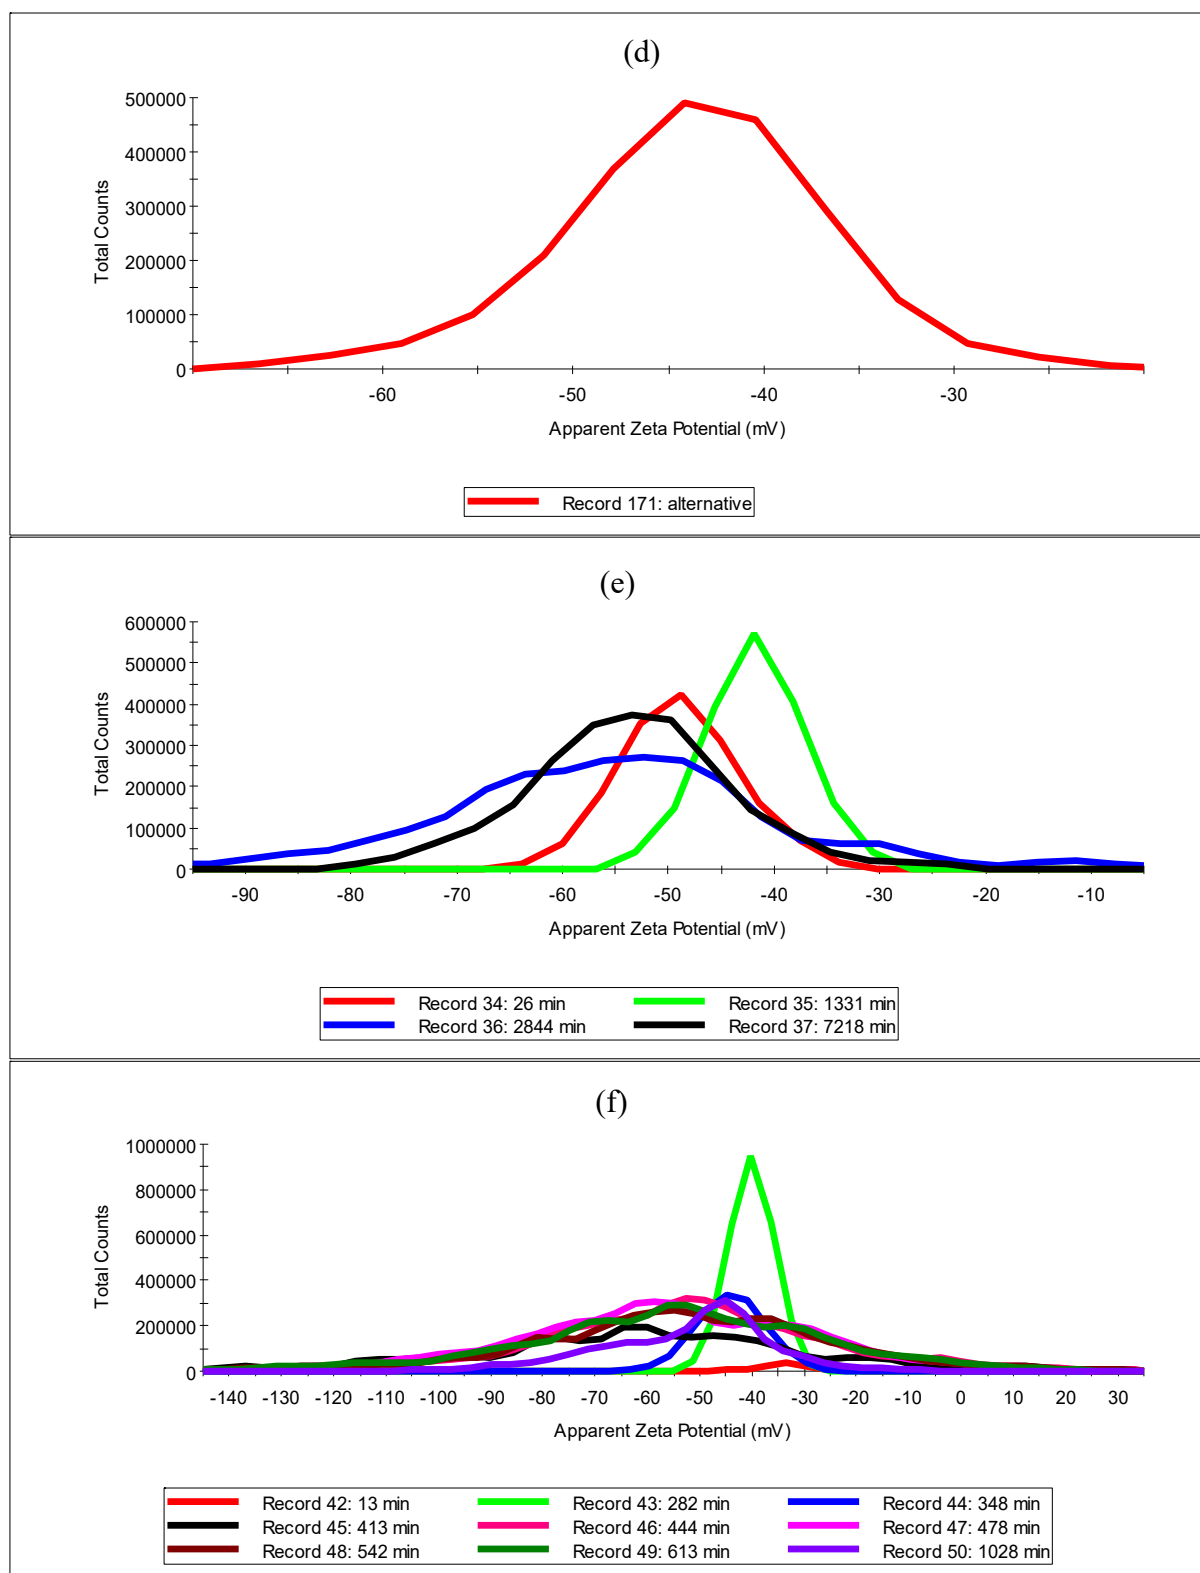 (d)
500000
400000
300000
200000
100000
0
Total Counts
-60 -50 -40 -30
Apparent Zeta Potential (mV)
Record 171: alternative
(e)
600000
500000
400000
300000
200000
100000
0
Total Counts
-90 -80 -70 -60 -50 -40 -30 -20 -10
Apparent Zeta Potential (mV)
Record 34: 26 min Record 35: 1331 min
Record 36: 2844 min Record 37: 7218 min
(f)
1000000
800000
600000
400000
200000
0
Total Counts
-140 -130 -120 -110 -100 -90 -80 -70 -60 -50 -40 -30 -20 -10 0 10 20 30
Apparent Zeta Potential (mV)
Record 42: 13 min Record 43: 282 min Record 44: 348 min
Record 45: 413 min Record 46: 444 min Record 47: 478 min
Record 48: 542 min Record 49: 613 min Record 50: 1028 min